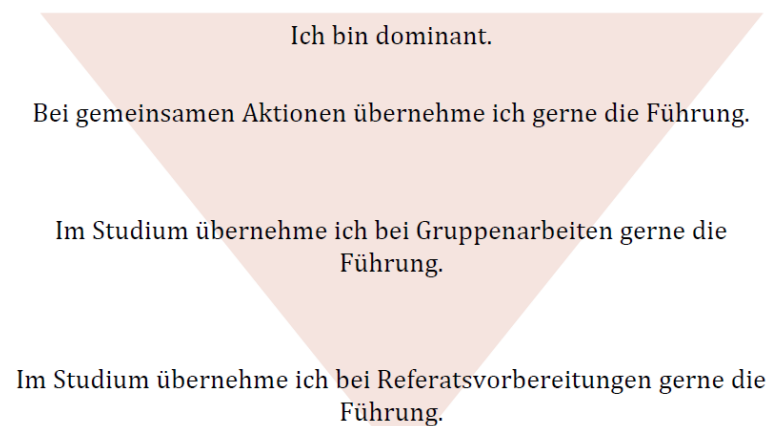 Ich bin dominant.
Bei gemeinsamen Aktionen übernehme ich gerne die Führung.
Im Studium übernehme ich bei Gruppenarbeiten gerne die
Führung.
Im Studium übernehme ich bei Referatsvorbereitungen gerne die
Führung.